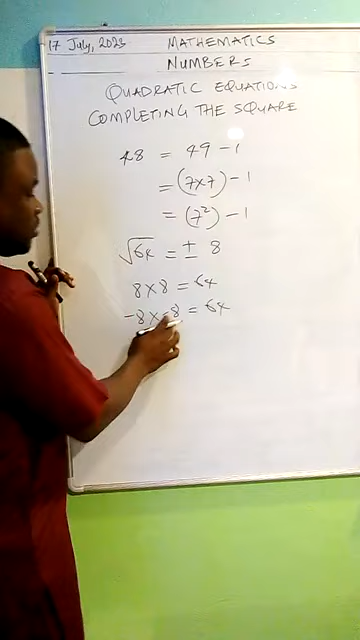 17 July, 2023 MATHEMATICS
NUMBERS
QUADRATIC EQUATIONS
COMPLETING THE SQUARE
48 = 49 - 1
= (7x7) - 1
= (7²) - 1
√64 = ± 8
8 x 8 = 64
-8 x -8 = 64